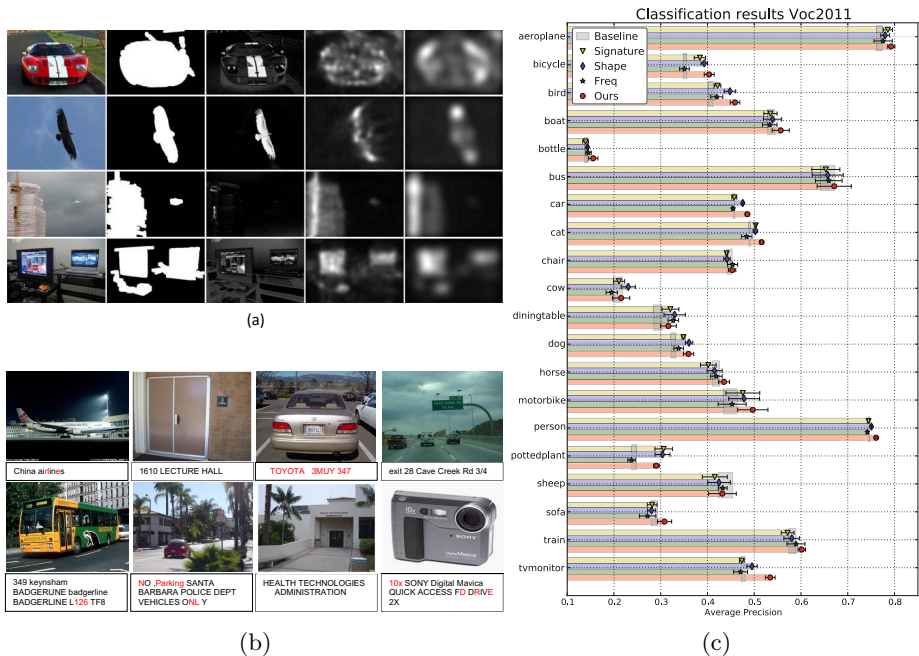 (a)
China airlines
1610 LECTURE HALL
TOYOTA 3MUY 347
exit 28 Cave Creek Rd 3/4
349 keynsham
BADGERUNE badgerline
BADGERLINE L126 TF8
NO ,Parking SANTA
BARBARA POLICE DEPT
VEHICLES ONL Y
HEALTH TECHNOLOGIES
ADMINISTRATION
10x
SONY
Digital Mavica
10x SONY Digital Mavica
QUICK ACCESS FD DRIVE
2X
(b)
Classification results Voc2011
Baseline
Signature
Shape
Freq
Ours
aeroplane
bicycle
bird
boat
bottle
bus
car
cat
chair
cow
diningtable
dog
horse
motorbike
person
pottedplant
sheep
sofa
train
tvmonitor
0.1 0.2 0.3 0.4 0.5 0.6 0.7 0.8
Average Precision
(c)